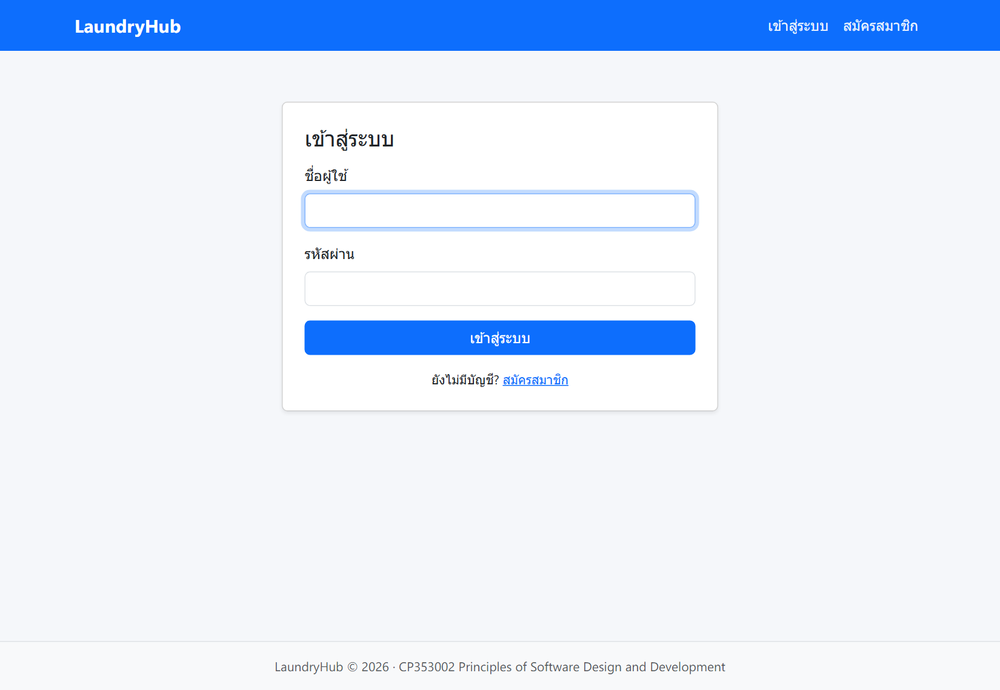 LaundryHub
เข้าสู่ระบบ สมัครสมาชิก
เข้าสู่ระบบ
ชื่อผู้ใช้
รหัสผ่าน
เข้าสู่ระบบ
ยังไม่มีบัญชี? สมัครสมาชิก
LaundryHub © 2026 · CP353002 Principles of Software Design and Development